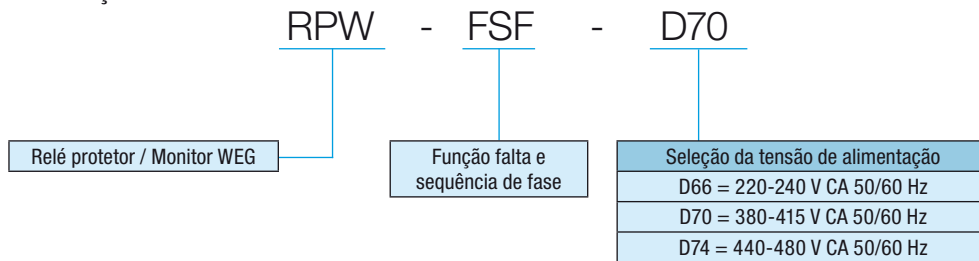 RPW - FSF - D70
Relé protetor / Monitor WEG
Função falta e
sequência de fase
Seleção da tensão de alimentação
D66 = 220-240 V CA 50/60 Hz
D70 = 380-415 V CA 50/60 Hz
D74 = 440-480 V CA 50/60 Hz